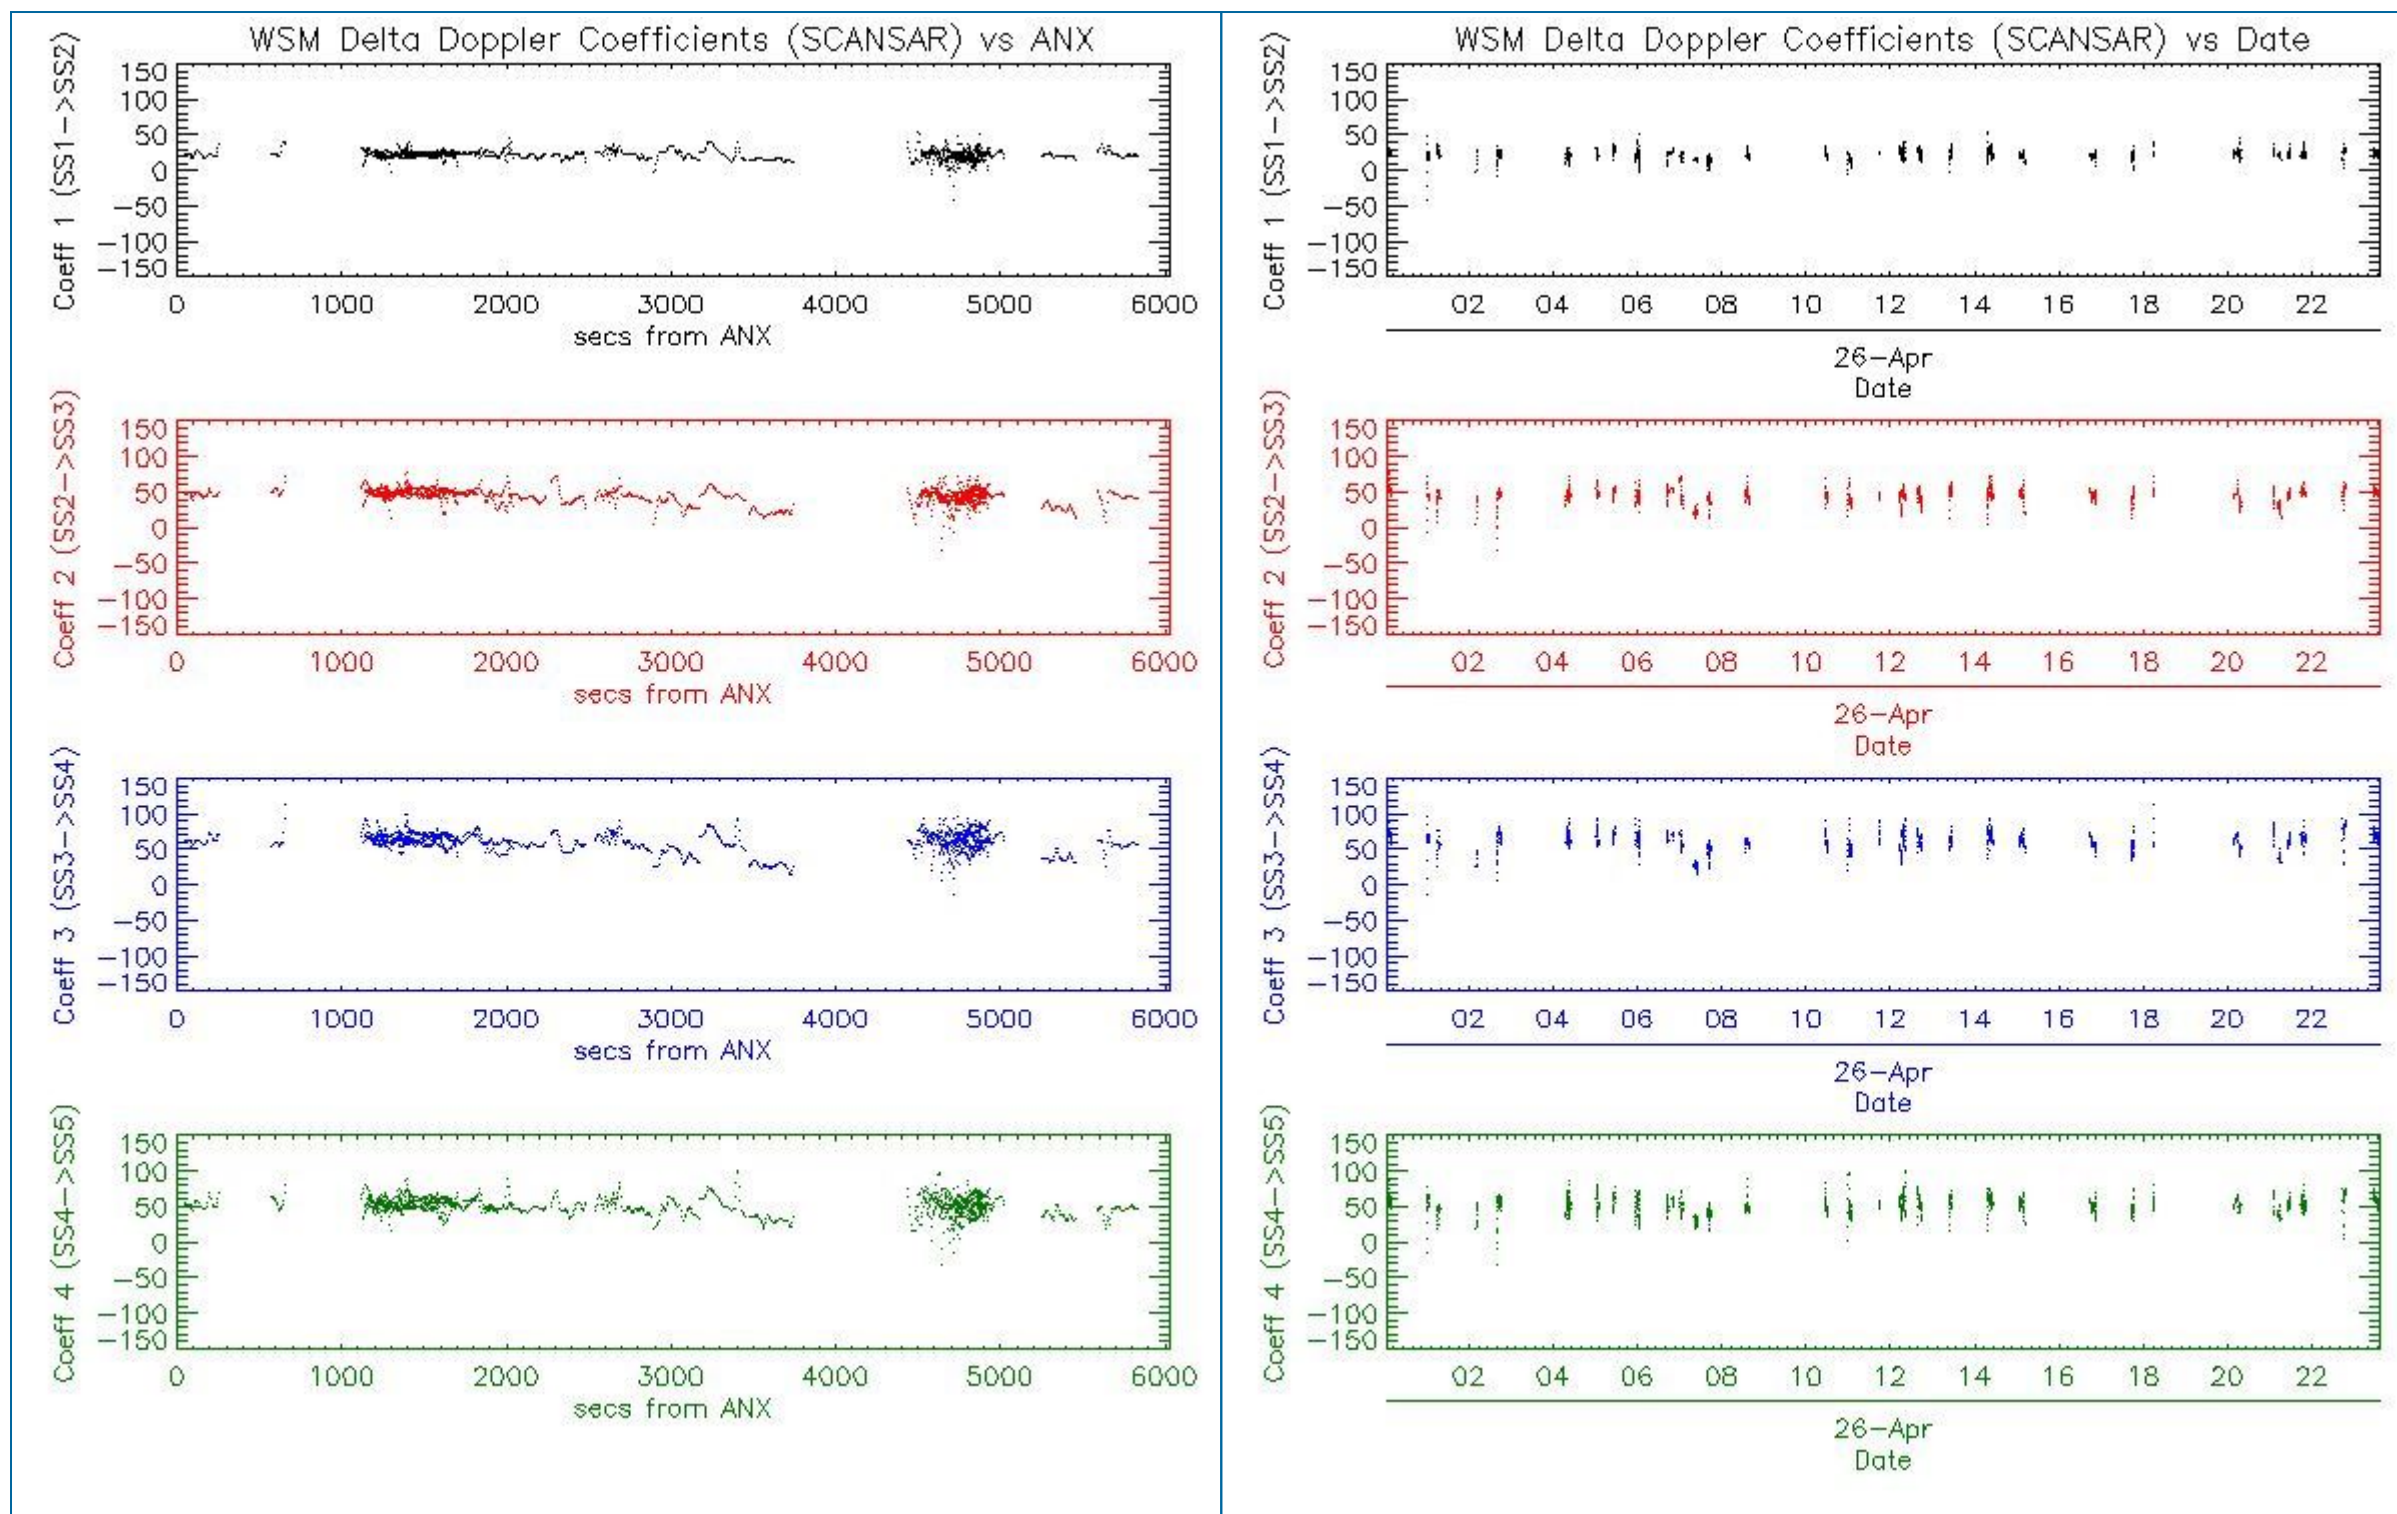 WSM Delta Doppler Coefficients (SCANSAR) vs ANX
Coeff 1 (SS1->SS2)
150
100
50
0
-50
-100
-150
0 1000 2000 3000 4000 5000 6000
secs from ANX
Coeff 2 (SS2->SS3)
150
100
50
0
-50
-100
-150
0 1000 2000 3000 4000 5000 6000
secs from ANX
Coeff 3 (SS3->SS4)
150
100
50
0
-50
-100
-150
0 1000 2000 3000 4000 5000 6000
secs from ANX
Coeff 4 (SS4->SS5)
150
100
50
0
-50
-100
-150
0 1000 2000 3000 4000 5000 6000
secs from ANX
WSM Delta Doppler Coefficients (SCANSAR) vs Date
Coeff 1 (SS1->SS2)
150
100
50
0
-50
-100
-150
02 04 06 08 10 12 14 16 18 20 22
26-Apr
Date
Coeff 2 (SS2->SS3)
150
100
50
0
-50
-100
-150
02 04 06 08 10 12 14 16 18 20 22
26-Apr
Date
Coeff 3 (SS3->SS4)
150
100
50
0
-50
-100
-150
02 04 06 08 10 12 14 16 18 20 22
26-Apr
Date
Coeff 4 (SS4->SS5)
150
100
50
0
-50
-100
-150
02 04 06 08 10 12 14 16 18 20 22
26-Apr
Date